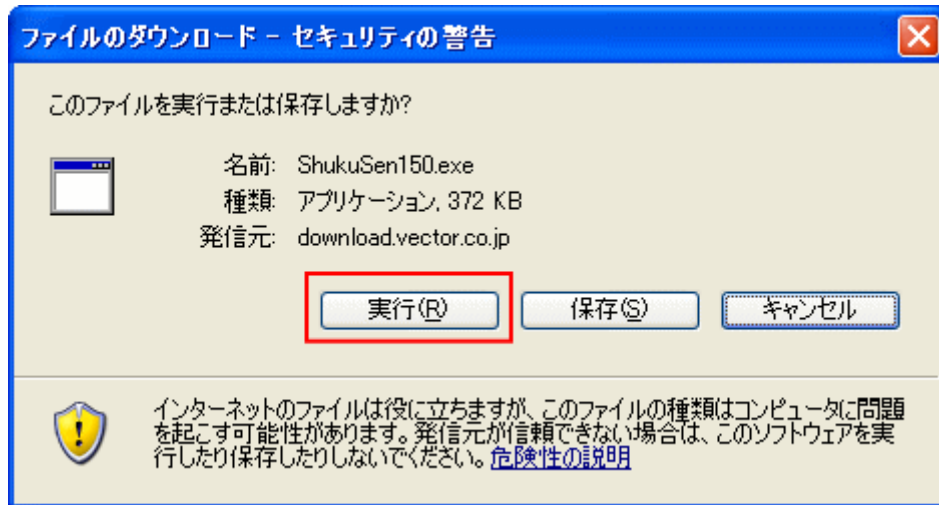 ファイルのダウンロード - セキュリティの警告
このファイルを実行または保存しますか?
名前: ShukuSen150.exe
種類: アプリケーション, 372 KB
発信元: download.vector.co.jp
実行(R) 保存(S) キャンセル
インターネットのファイルは役に立ちますが、このファイルの種類はコンピュータに問題
を起こす可能性があります。発信元が信頼できない場合は、このソフトウェアを実
行したり保存したりしないでください。危険性の説明